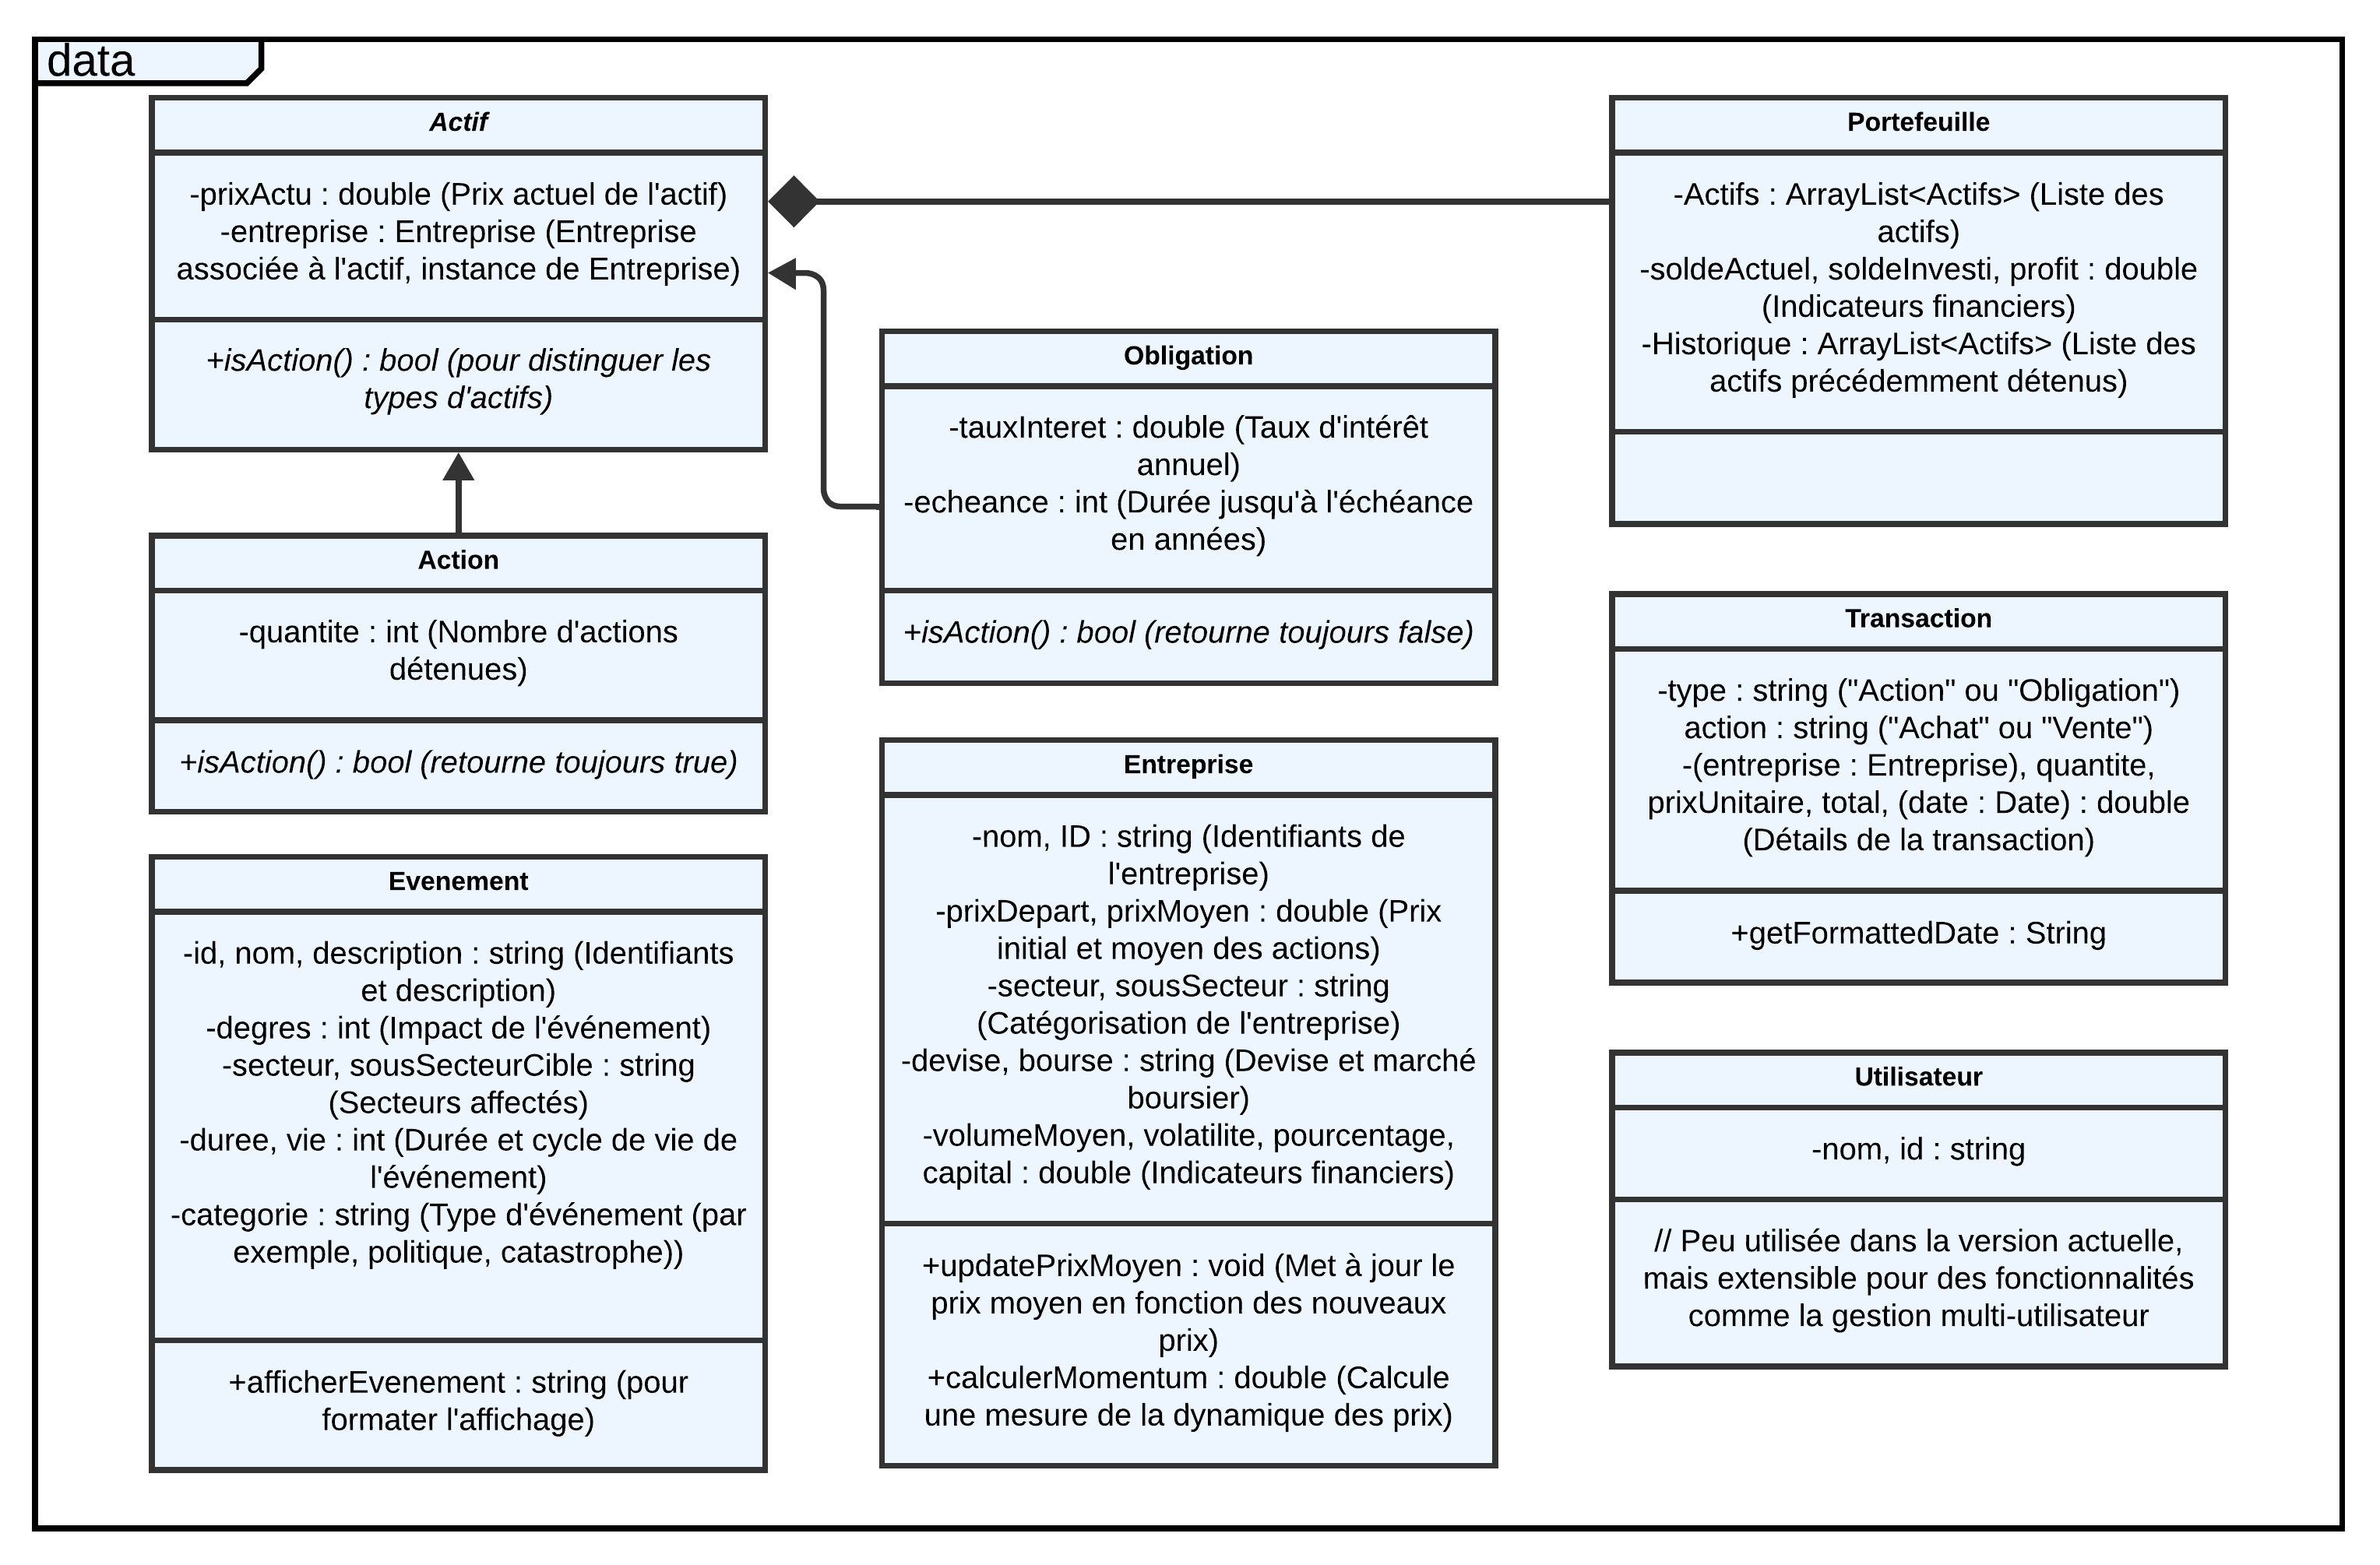 data
Actif
-prixActu : double (Prix actuel de l'actif)
-entreprise : Entreprise (Entreprise
associée à l'actif, instance de Entreprise)
+isAction() : bool (pour distinguer les
types d'actifs)
Portefeuille
-Actifs : ArrayList<Actifs> (Liste des
actifs)
-soldeActuel, soldeInvesti, profit : double
(Indicateurs financiers)
-Historique : ArrayList<Actifs> (Liste des
actifs précédemment détenus)
Obligation
-tauxInteret : double (Taux d'intérêt
annuel)
-echeance : int (Durée jusqu'à l'échéance
en années)
+isAction() : bool (retourne toujours false)
Action
-quantite : int (Nombre d'actions
détenues)
+isAction() : bool (retourne toujours true)
Transaction
-type : string ("Action" ou "Obligation")
action : string ("Achat" ou "Vente")
-(entreprise : Entreprise), quantite,
prixUnitaire, total, (date : Date) : double
(Détails de la transaction)
+getFormattedDate : String
Entreprise
-nom, ID : string (Identifiants de
l'entreprise)
-prixDepart, prixMoyen : double (Prix
initial et moyen des actions)
-secteur, sousSecteur : string
(Catégorisation de l'entreprise)
-devise, bourse : string (Devise et marché
boursier)
-volumeMoyen, volatilite, pourcentage,
capital : double (Indicateurs financiers)
+updatePrixMoyen : void (Met à jour le
prix moyen en fonction des nouveaux
prix)
+calculerMomentum : double (Calcule
une mesure de la dynamique des prix)
Evenement
-id, nom, description : string (Identifiants
et description)
-degres : int (Impact de l'événement)
-secteur, sousSecteurCible : string
(Secteurs affectés)
-duree, vie : int (Durée et cycle de vie de
l'événement)
-categorie : string (Type d'événement (par
exemple, politique, catastrophe))
+afficherEvenement : string (pour
formater l'affichage)
Utilisateur
-nom, id : string
// Peu utilisée dans la version actuelle,
mais extensible pour des fonctionnalités
comme la gestion multi-utilisateur